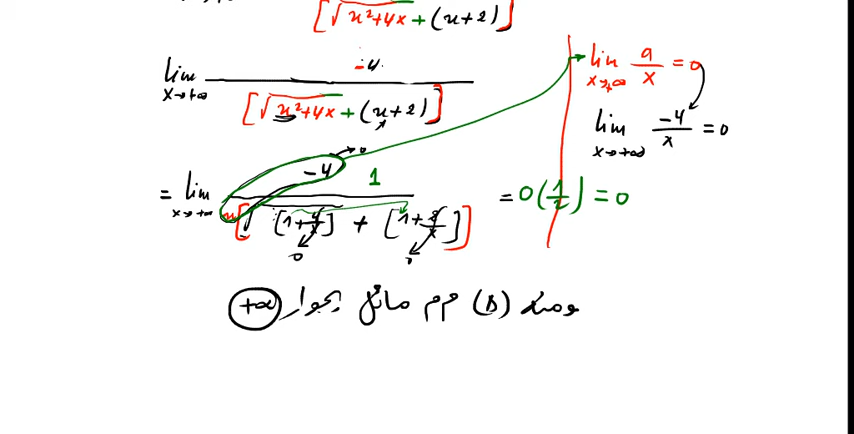 [√x²+4x + (x+2)]
lim x→+∞ -4 / [√x²+4x + (x+2)]
lim x→+∞ a/x = 0
lim x→+∞ -4/x = 0
= lim x→+∞ -4 1 / x[√[1+4/x] + [1+2/x]] = 0(1/2) = 0
→0
0 0
ومنه (Δ) م م مائل بجوار +∞